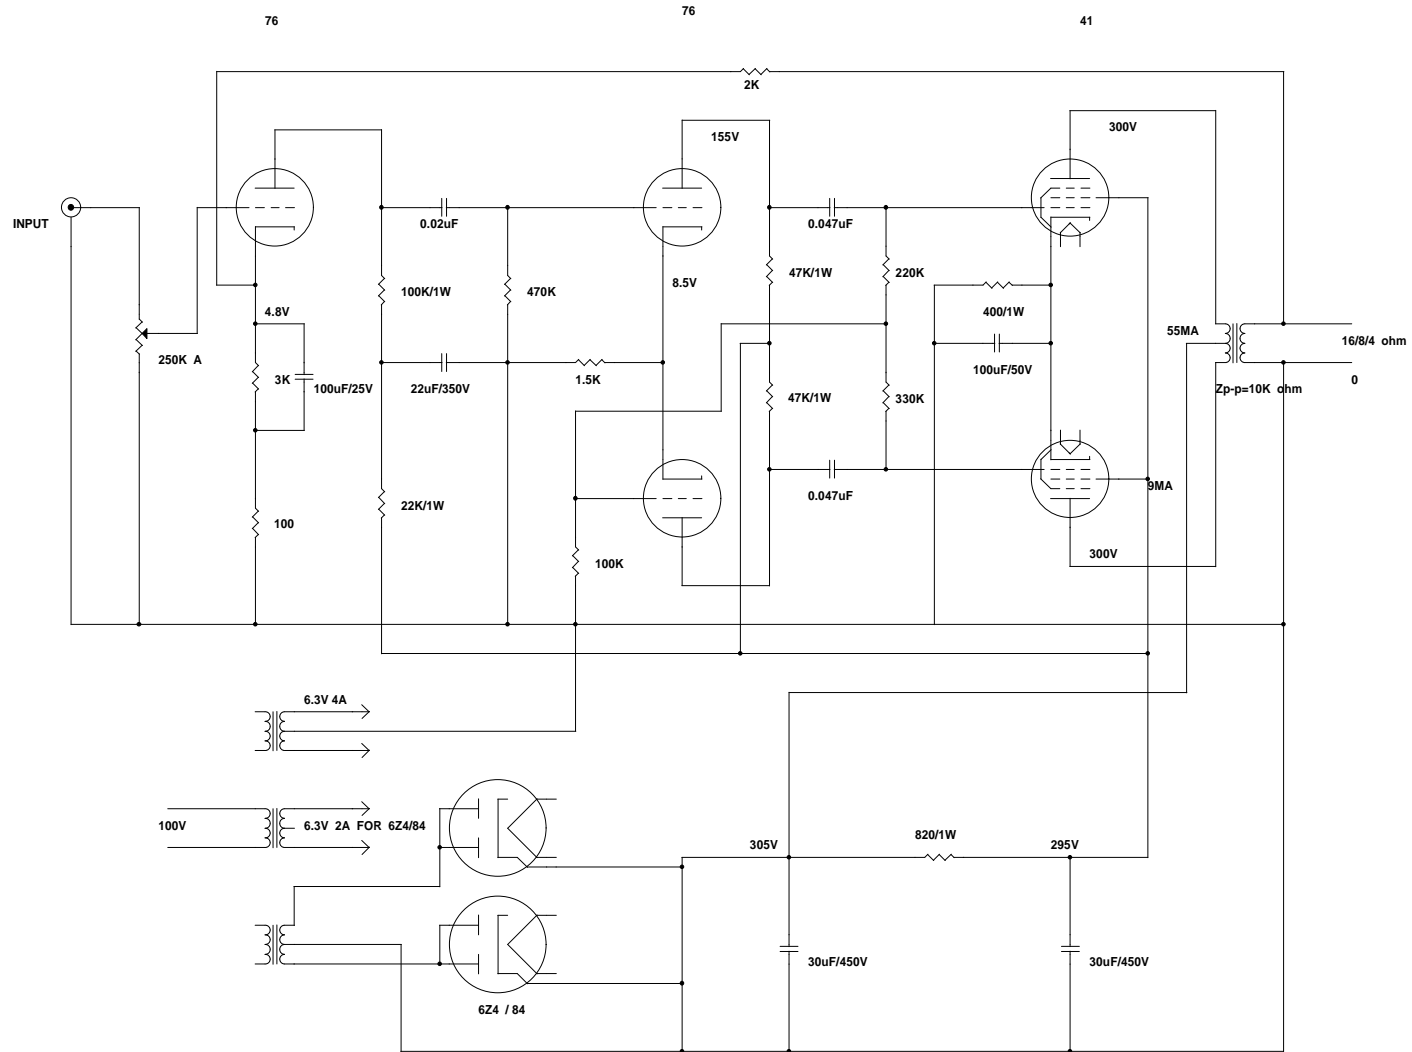 76
76
41
2K
155V
300V
INPUT
0.02uF
0.047uF
100K/1W
470K
8.5V
47K/1W
220K
4.8V
400/1W
55MA
16/8/4 ohm
250K A
3K
100uF/25V
22uF/350V
1.5K
100uF/50V
Zp-p=10K ohm
0
47K/1W
330K
22K/1W
0.047uF
9MA
100
100K
300V
6.3V 4A
100V
6.3V 2A FOR 6Z4/84
305V
820/1W
295V
30uF/450V
30uF/450V
6Z4 / 84